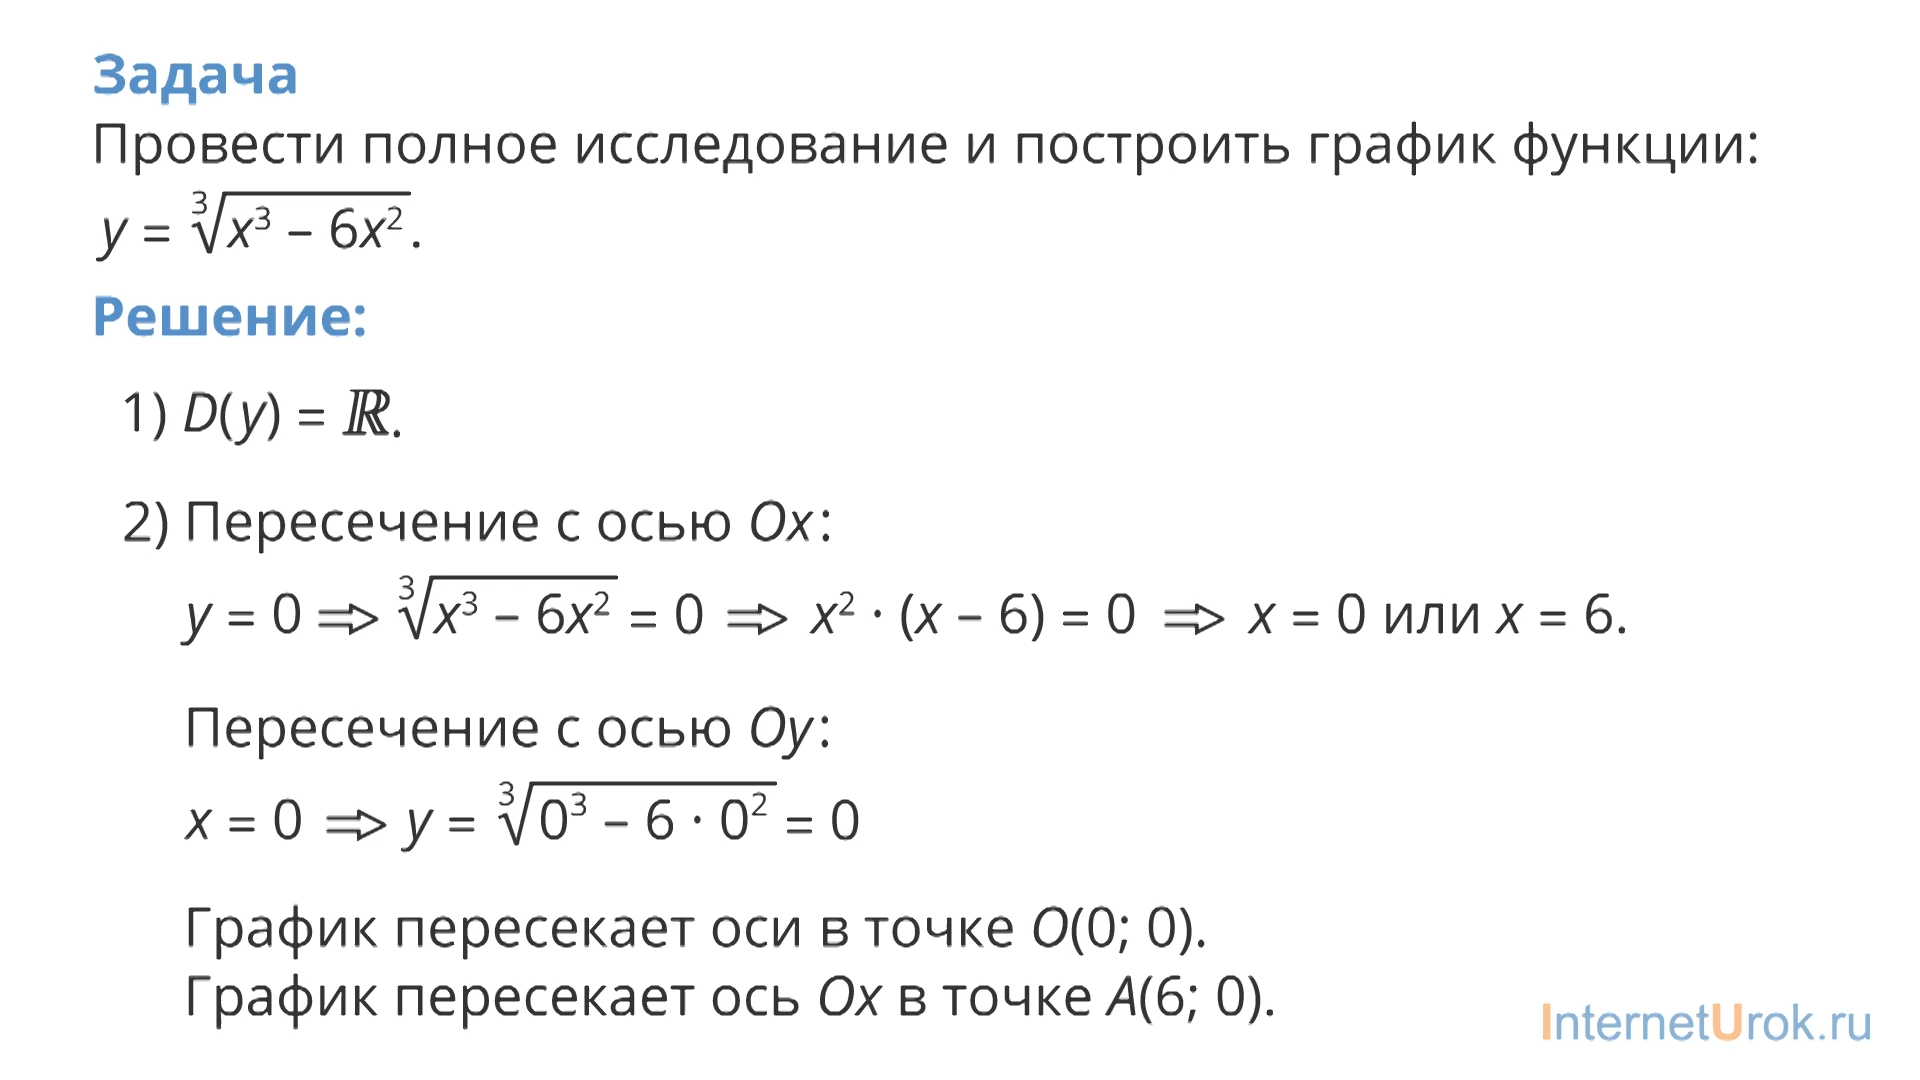 Задача
Провести полное исследование и построить график функции:
y = ∛(x³ – 6x²).
Решение:
1) D(y) = ℝ.
2) Пересечение с осью Ox:
y = 0 ⇒ ∛(x³ – 6x²) = 0 ⇒ x² · (x – 6) = 0 ⇒ x = 0 или x = 6.
Пересечение с осью Oy:
x = 0 ⇒ y = ∛(0³ – 6 · 0²) = 0
График пересекает оси в точке O(0; 0).
График пересекает ось Ox в точке A(6; 0).
InternetUrok.ru